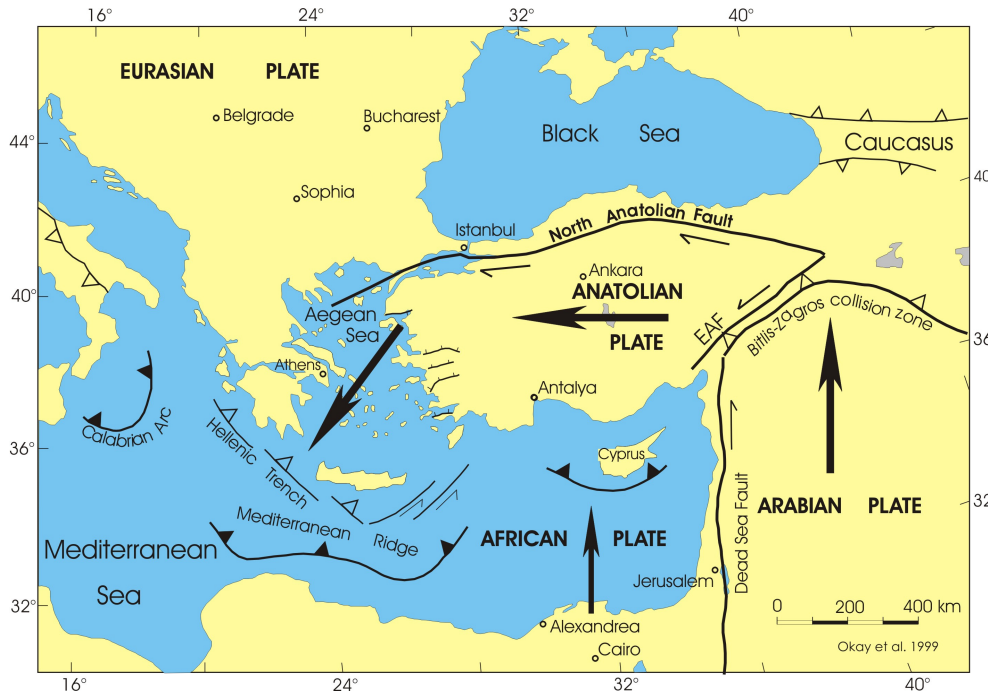 16°
24°
32°
40°
EURASIAN PLATE
Belgrade
Bucharest
Black Sea
Caucasus
44°
40
Sophia
Istanbul
North Anatolian Fault
Ankara
ANATOLIAN
PLATE
40°
Aegean
Sea
EAF
Bitlis-Zagros collision zone
36
Athens
Antalya
Calabrian Arc
Hellenic
Trench
36°
Cyprus
Mediterranean
Ridge
AFRICAN PLATE
ARABIAN PLATE
32
Dead Sea Fault
Mediterranean
Sea
Jerusalem
32°
Alexandrea
Cairo
0 200 400 km
Okay et al. 1999
16°
24°
32°
40°